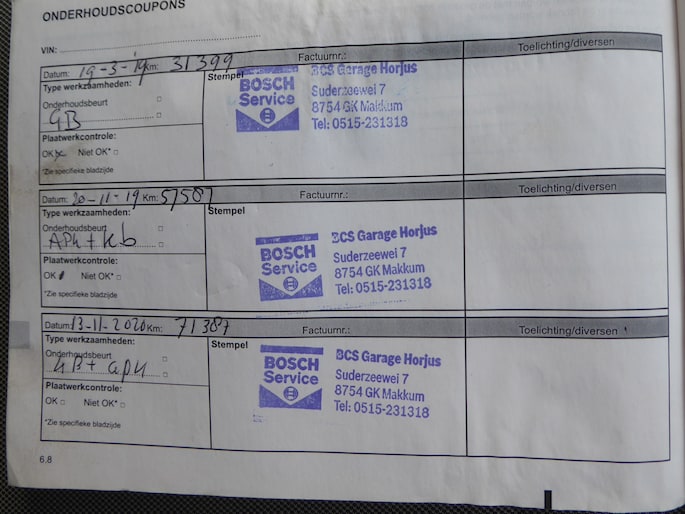 ONDERHOUDSCOUPONS
VIN:
Datum: 19-3-19 Km: 31399
Factuurnr.:
Toelichting/diversen
Type werkzaamheden:
Onderhoudsbeurt
GB
Plaatwerkcontrole:
OK Niet OK*
*Zie specifieke bladzijde
Stempel
BOSCH
Service
BCS Garage Horjus
Suderzeewei 7
8754 GK Makkum
Tel: 0515-231318
Datum: 20-11-19 Km: 57587
Factuurnr.:
Toelichting/diversen
Type werkzaamheden:
Onderhoudsbeurt
APK + kb
Plaatwerkcontrole:
OK Niet OK*
*Zie specifieke bladzijde
Stempel
BOSCH
Service
BCS Garage Horjus
Suderzeewei 7
8754 GK Makkum
Tel: 0515-231318
Datum: 13-11-2020 Km: 71387
Factuurnr.:
Toelichting/diversen
Type werkzaamheden:
Onderhoudsbeurt
GB + apk
Plaatwerkcontrole:
OK Niet OK*
*Zie specifieke bladzijde
Stempel
BOSCH
Service
BCS Garage Horjus
Suderzeewei 7
8754 GK Makkum
Tel: 0515-231318
6.8